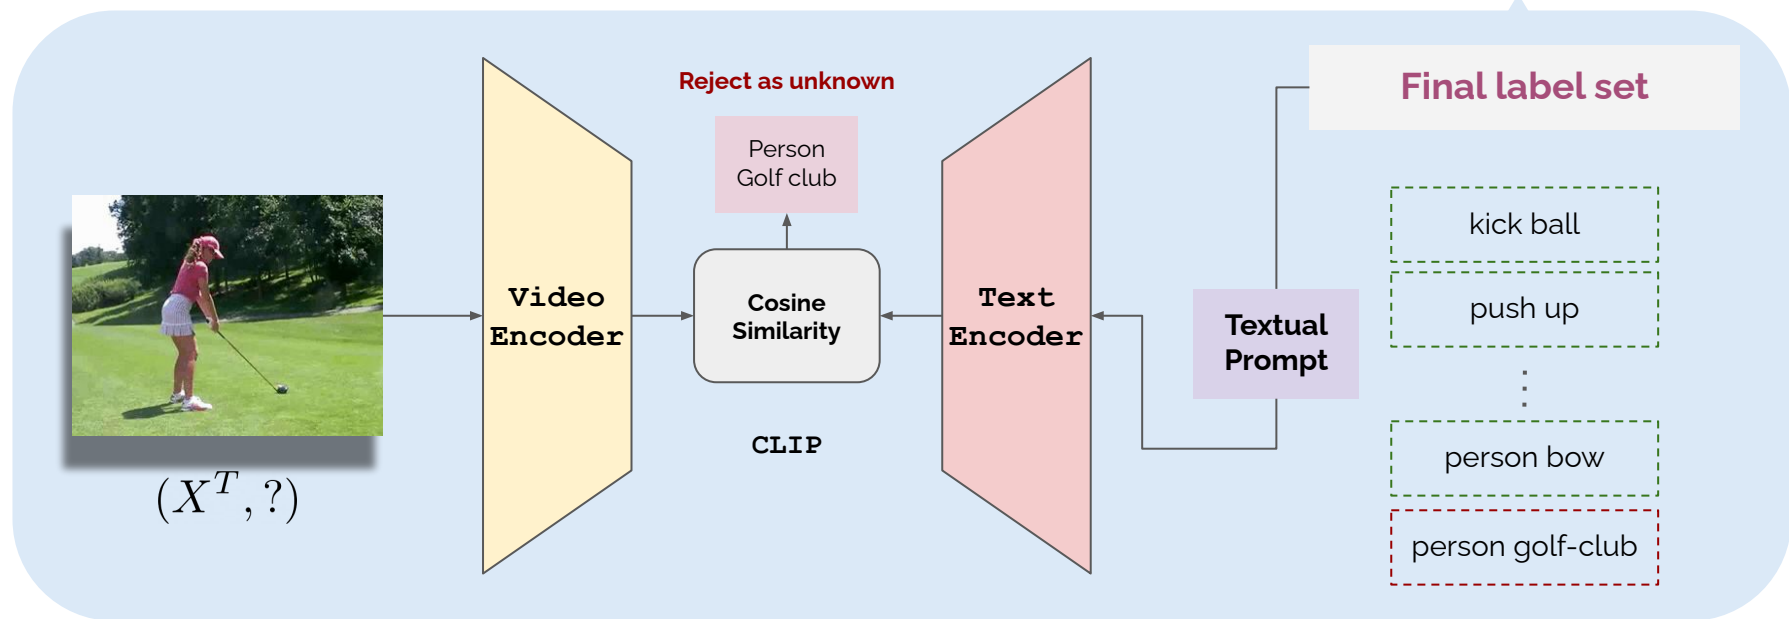 Reject as unknown
Final label set
Person
Golf club
kick ball
push up
Video
Encoder
Cosine
Similarity
Text
Encoder
Textual
Prompt
⋮
CLIP
person bow
(X^T, ?)
person golf-club